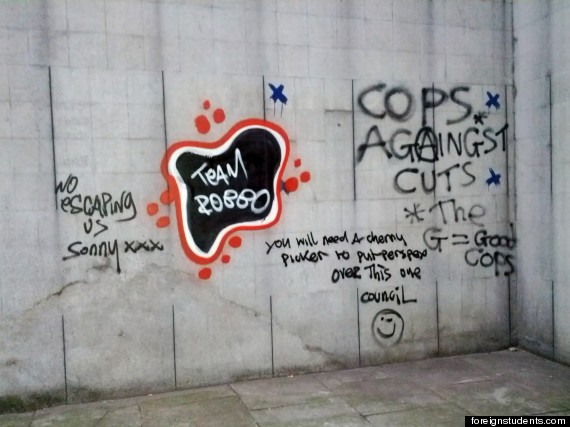 NO
ESCAPING
US
Sonny xxx
TEAM
ROBBO
COPS *
AGAINGST
CUTS
* The
G = Good
Cops
you will need A cherry
picker to put perspex
over This one
council
foreignstudents.com